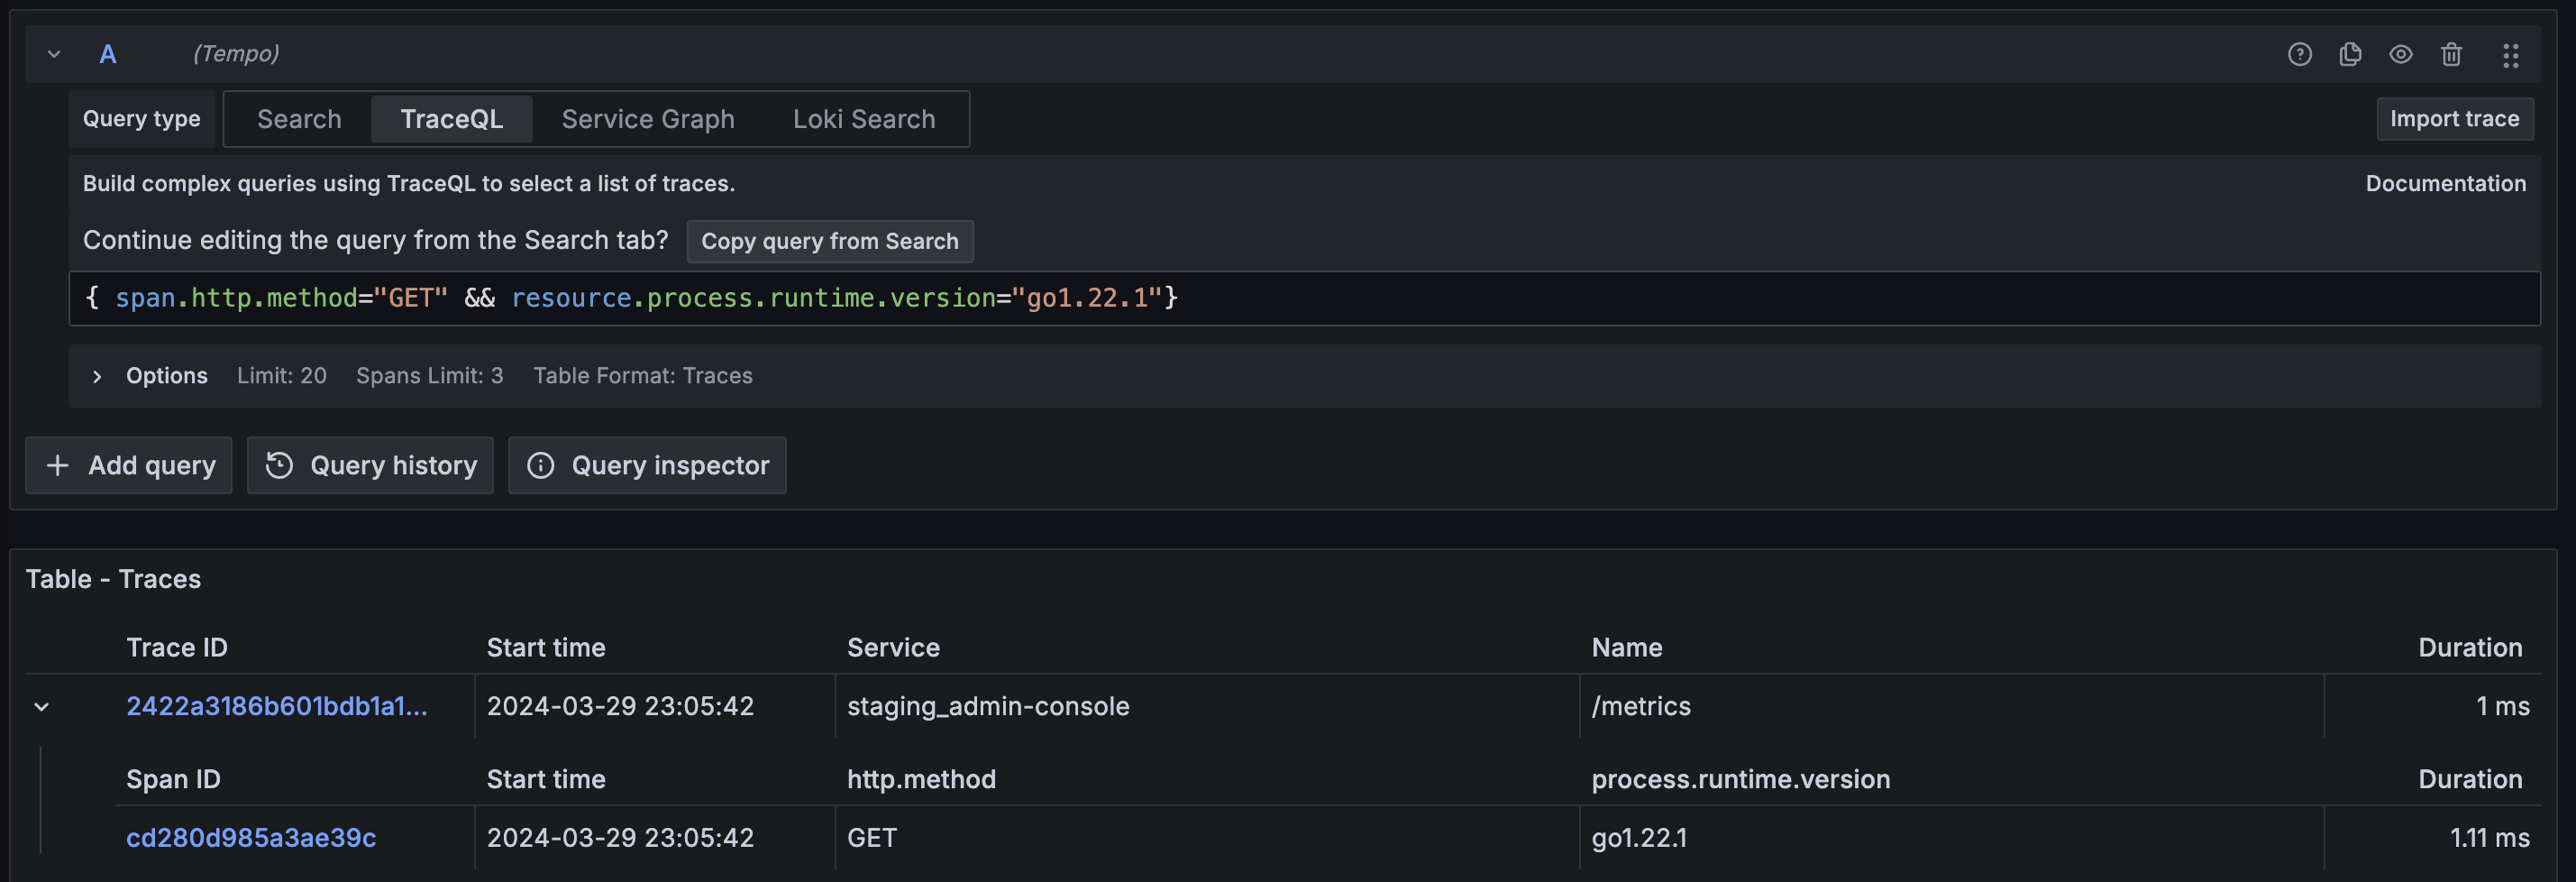 A (Tempo)
Query type Search TraceQL Service Graph Loki Search Import trace
Build complex queries using TraceQL to select a list of traces. Documentation
Continue editing the query from the Search tab? Copy query from Search
{ span.http.method="GET" && resource.process.runtime.version="go1.22.1"}
Options Limit: 20 Spans Limit: 3 Table Format: Traces
Add query Query history Query inspector
Table - Traces
Trace ID Start time Service Name Duration
2422a3186b601bdb1a1... 2024-03-29 23:05:42 staging_admin-console /metrics 1 ms
Span ID Start time http.method process.runtime.version Duration
cd280d985a3ae39c 2024-03-29 23:05:42 GET go1.22.1 1.11 ms